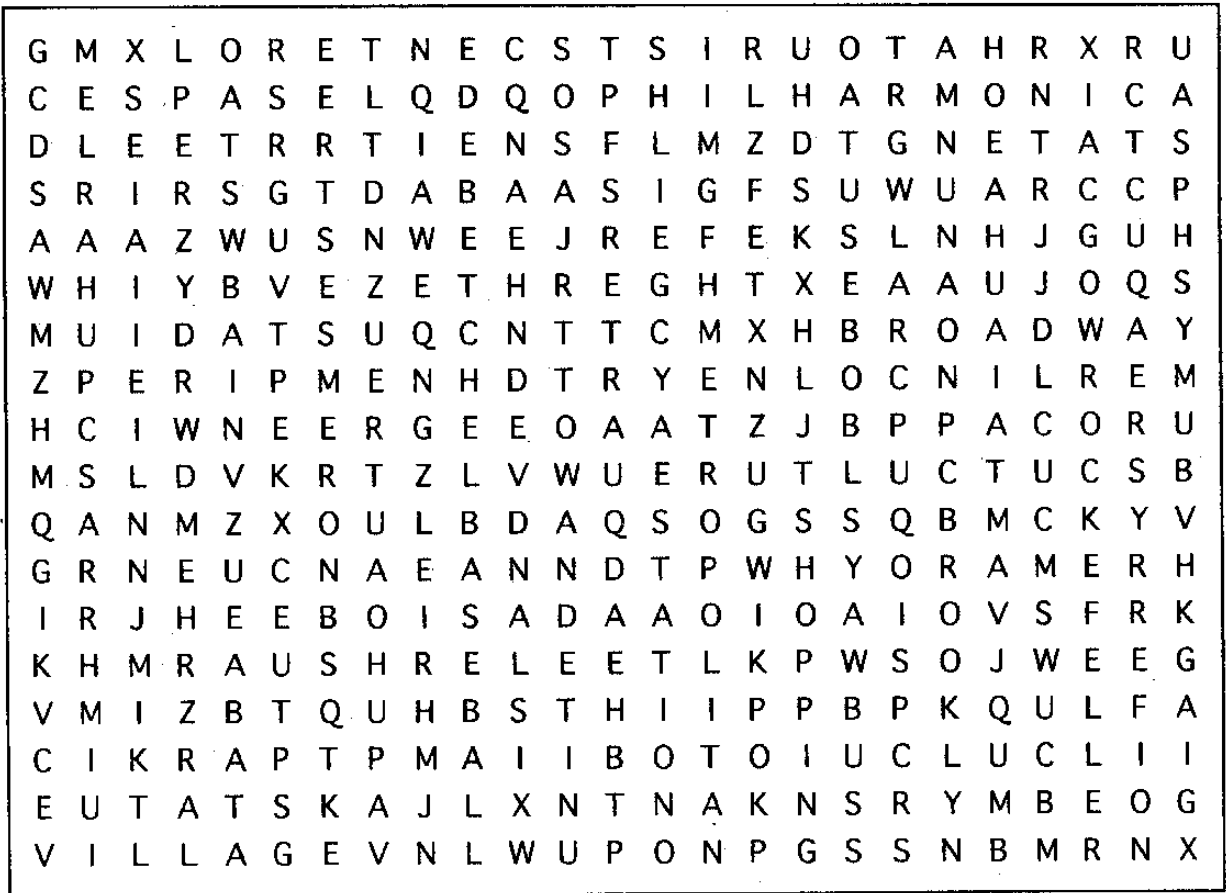 G M X L O R E T N E C S T S I R U O T A H R X R U
C E S P A S E L Q D Q O P H I L H A R M O N I C A
D L E E T R R T I E N S F L M Z D T G N E T A T S
S R I R S G T D A B A A S I G F S U W U A R C C P
A A A Z W U S N W E E J R E F E K S L N H J G U H
W H I Y B V E Z E T H R E G H T X E A A U J O Q S
M U I D A T S U Q C N T T C M X H B R O A D W A Y
Z P E R I P M E N H D T R Y E N L O C N I L R E M
H C I W N E E R G E E O A A T Z J B P P A C O R U
M S L D V K R T Z L V W U E R U T L U C T U C S B
Q A N M Z X O U L B D A Q S O G S S Q B M C K Y V
G R N E U C N A E A N N D T P W H Y O R A M E R H
I R J H E E B O I S A D A A O I O A I O V S F R K
K H M R A U S H R E L E E T L K P W S O J W E E G
V M I Z B T Q U H B S T H I I P P B P K Q U L F A
C I K R A P T P M A I I B O T O I U C L U C L I I
E U T A T S K A J L X N T N A K N S R Y M B E O G
V I L L A G E V N L W U P O N P G S S N B M R N X